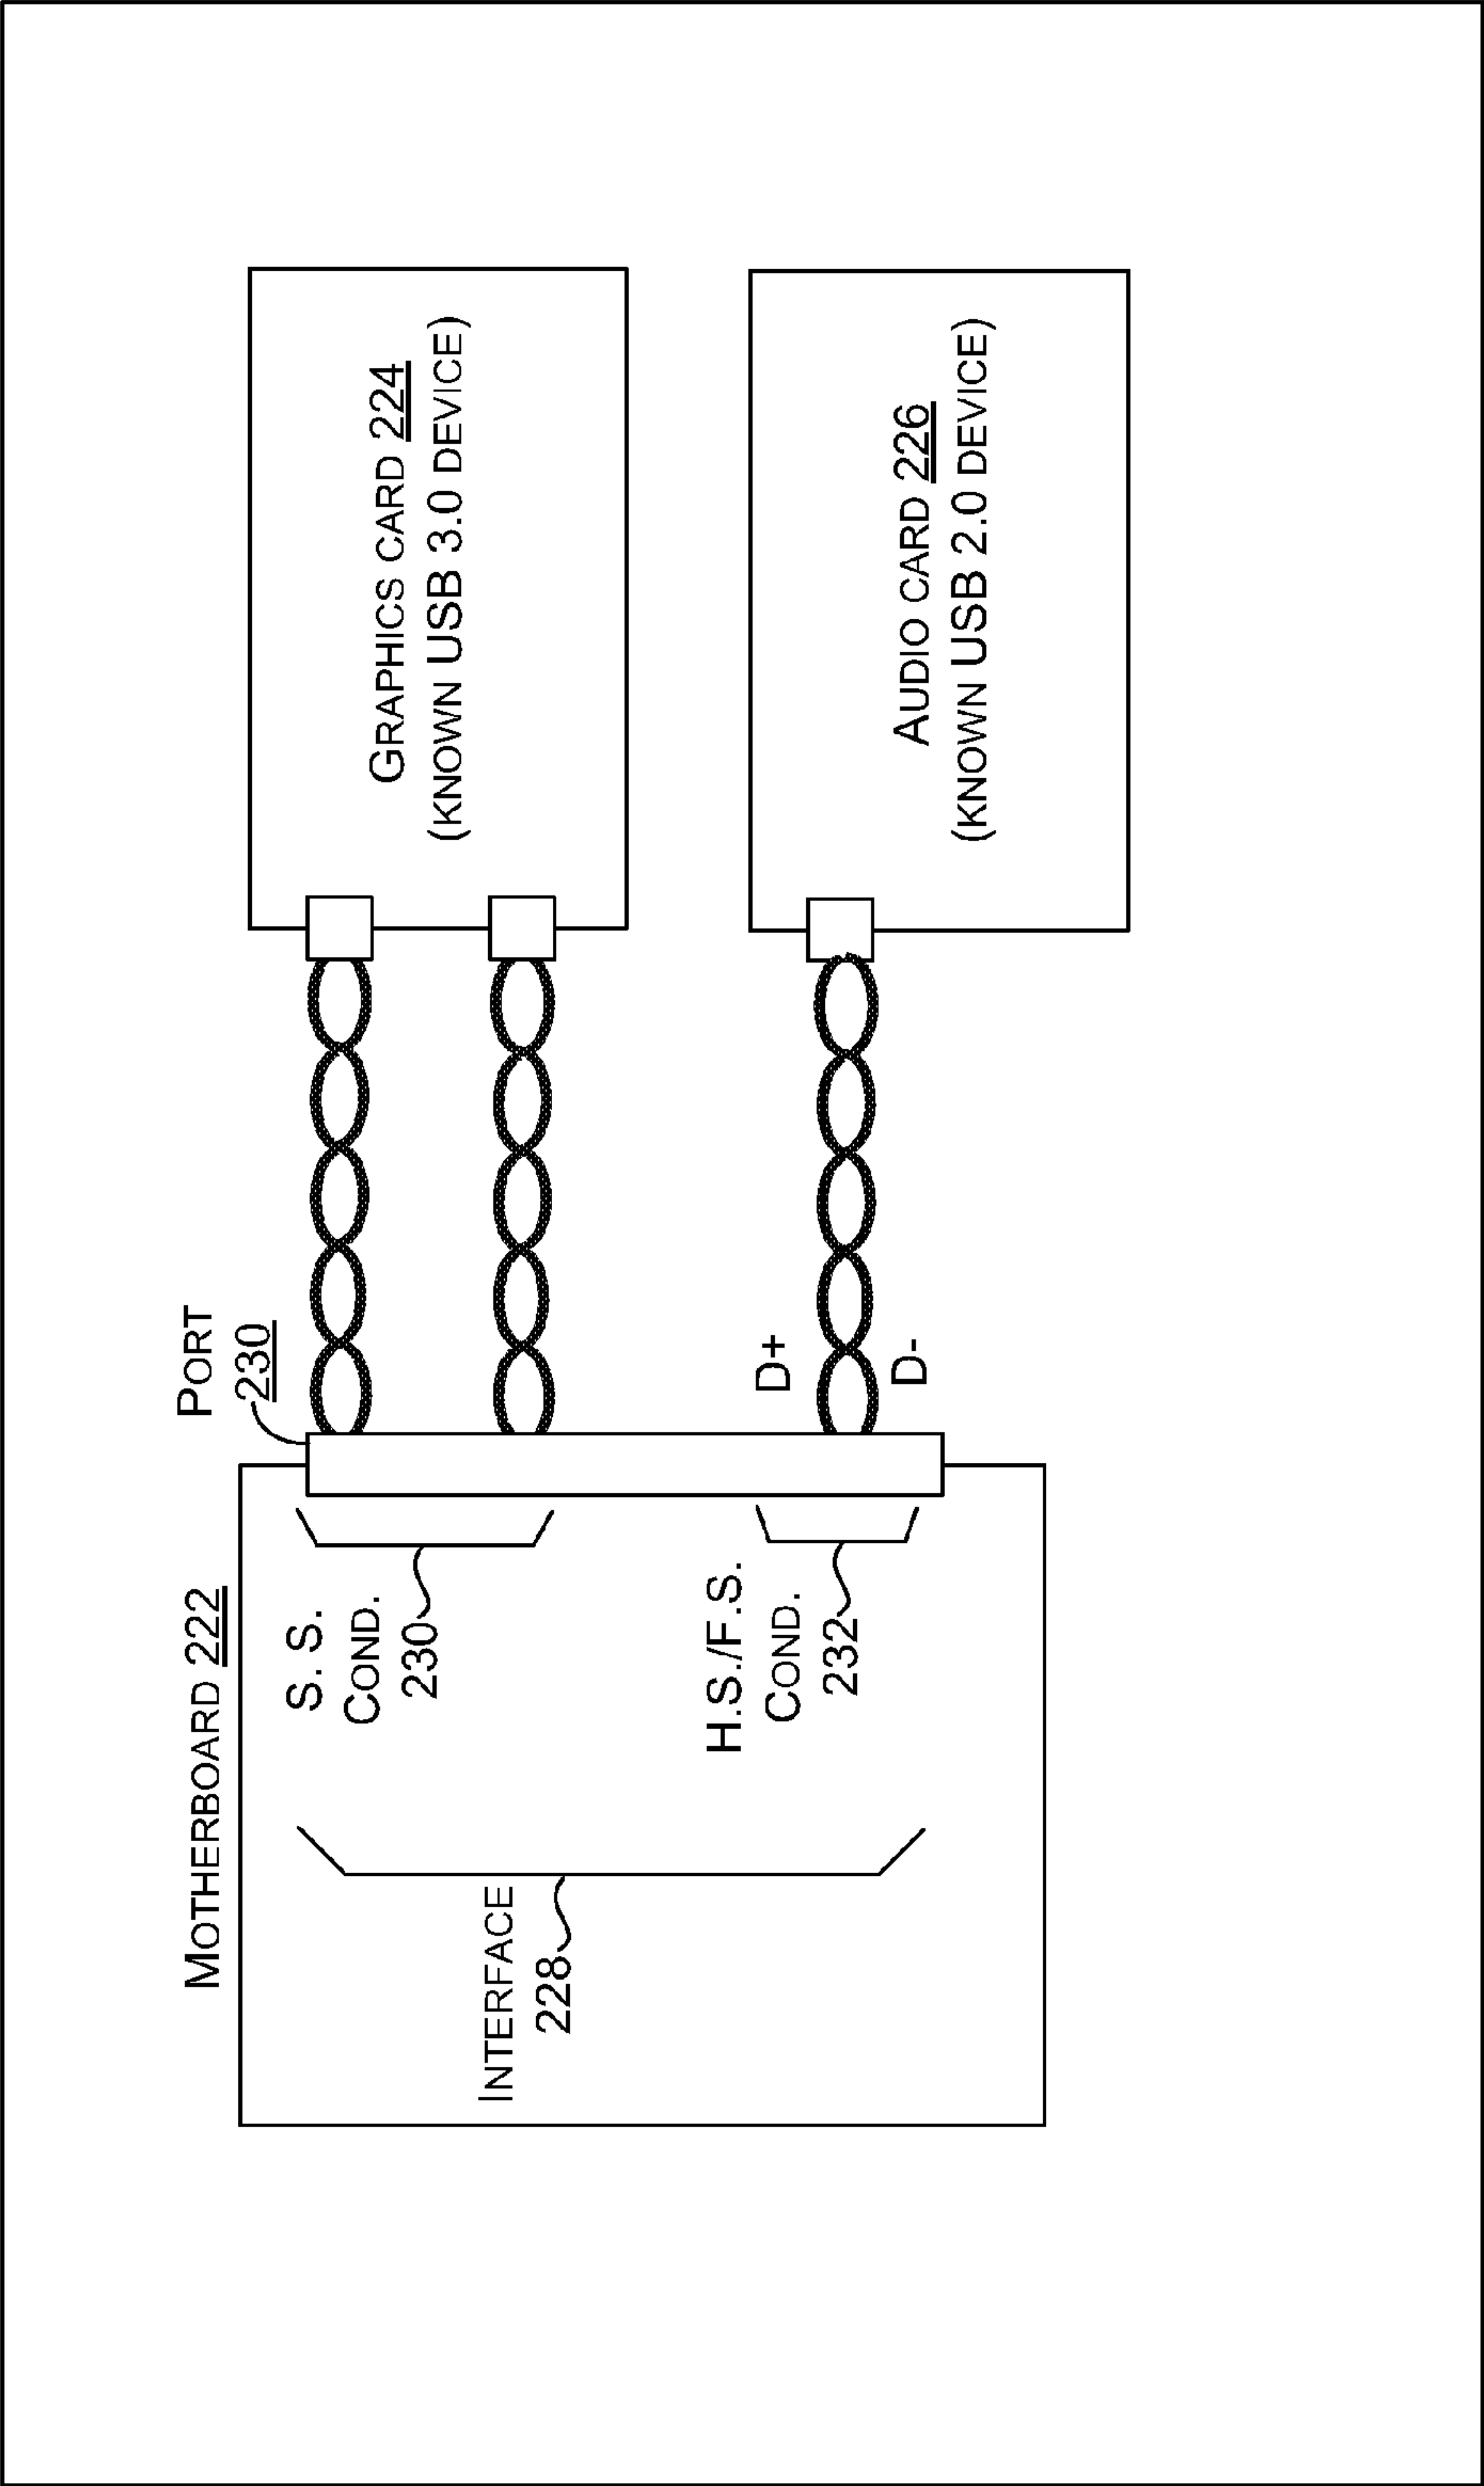 MOTHERBOARD 222
PORT
230
S. S.
COND.
230
INTERFACE
228
H.S./F.S.
COND.
232
D+
D-
GRAPHICS CARD 224
(KNOWN USB 3.0 DEVICE)
AUDIO CARD 226
(KNOWN USB 2.0 DEVICE)